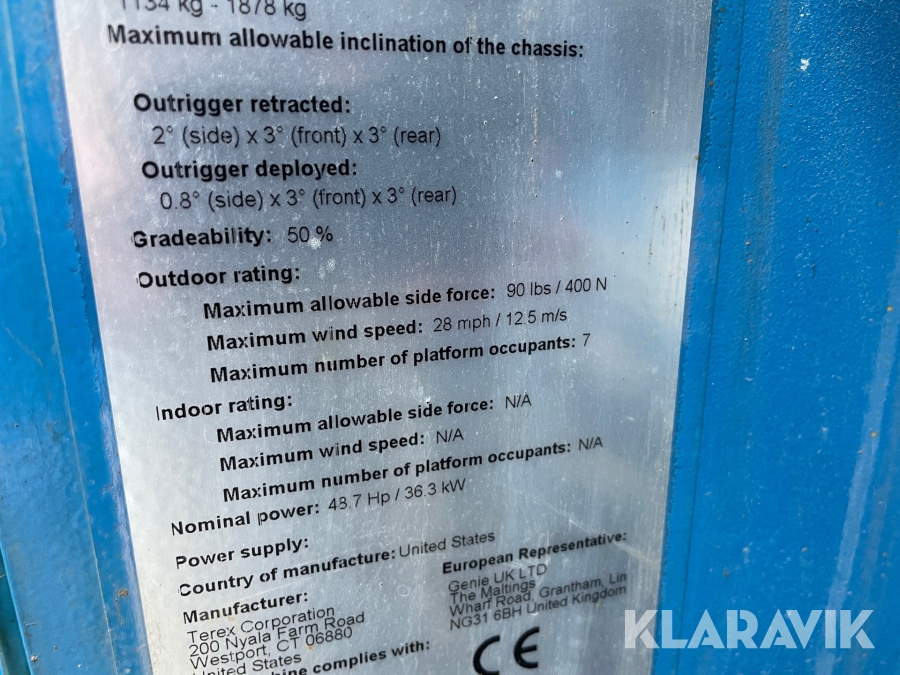 1134 kg - 1878 kg
Maximum allowable inclination of the chassis:
Outrigger retracted:
2° (side) x 3° (front) x 3° (rear)
Outrigger deployed:
0.8° (side) x 3° (front) x 3° (rear)
Gradeability: 50 %
Outdoor rating:
Maximum allowable side force: 90 lbs / 400 N
Maximum wind speed: 28 mph / 12.5 m/s
Maximum number of platform occupants: 7
Indoor rating:
Maximum allowable side force: N/A
Maximum wind speed: N/A
Maximum number of platform occupants: N/A
Nominal power: 48.7 Hp / 36.3 kW
Power supply:
Country of manufacture: United States
Manufacturer:
Terex Corporation
200 Nyala Farm Road
Westport, CT 06880
United States
European Representative:
Genie UK LTD
The Maltings
Wharf Road, Grantham, Lin
NG31 6BH United Kingdom
complies with:
CE
KLARAVIK